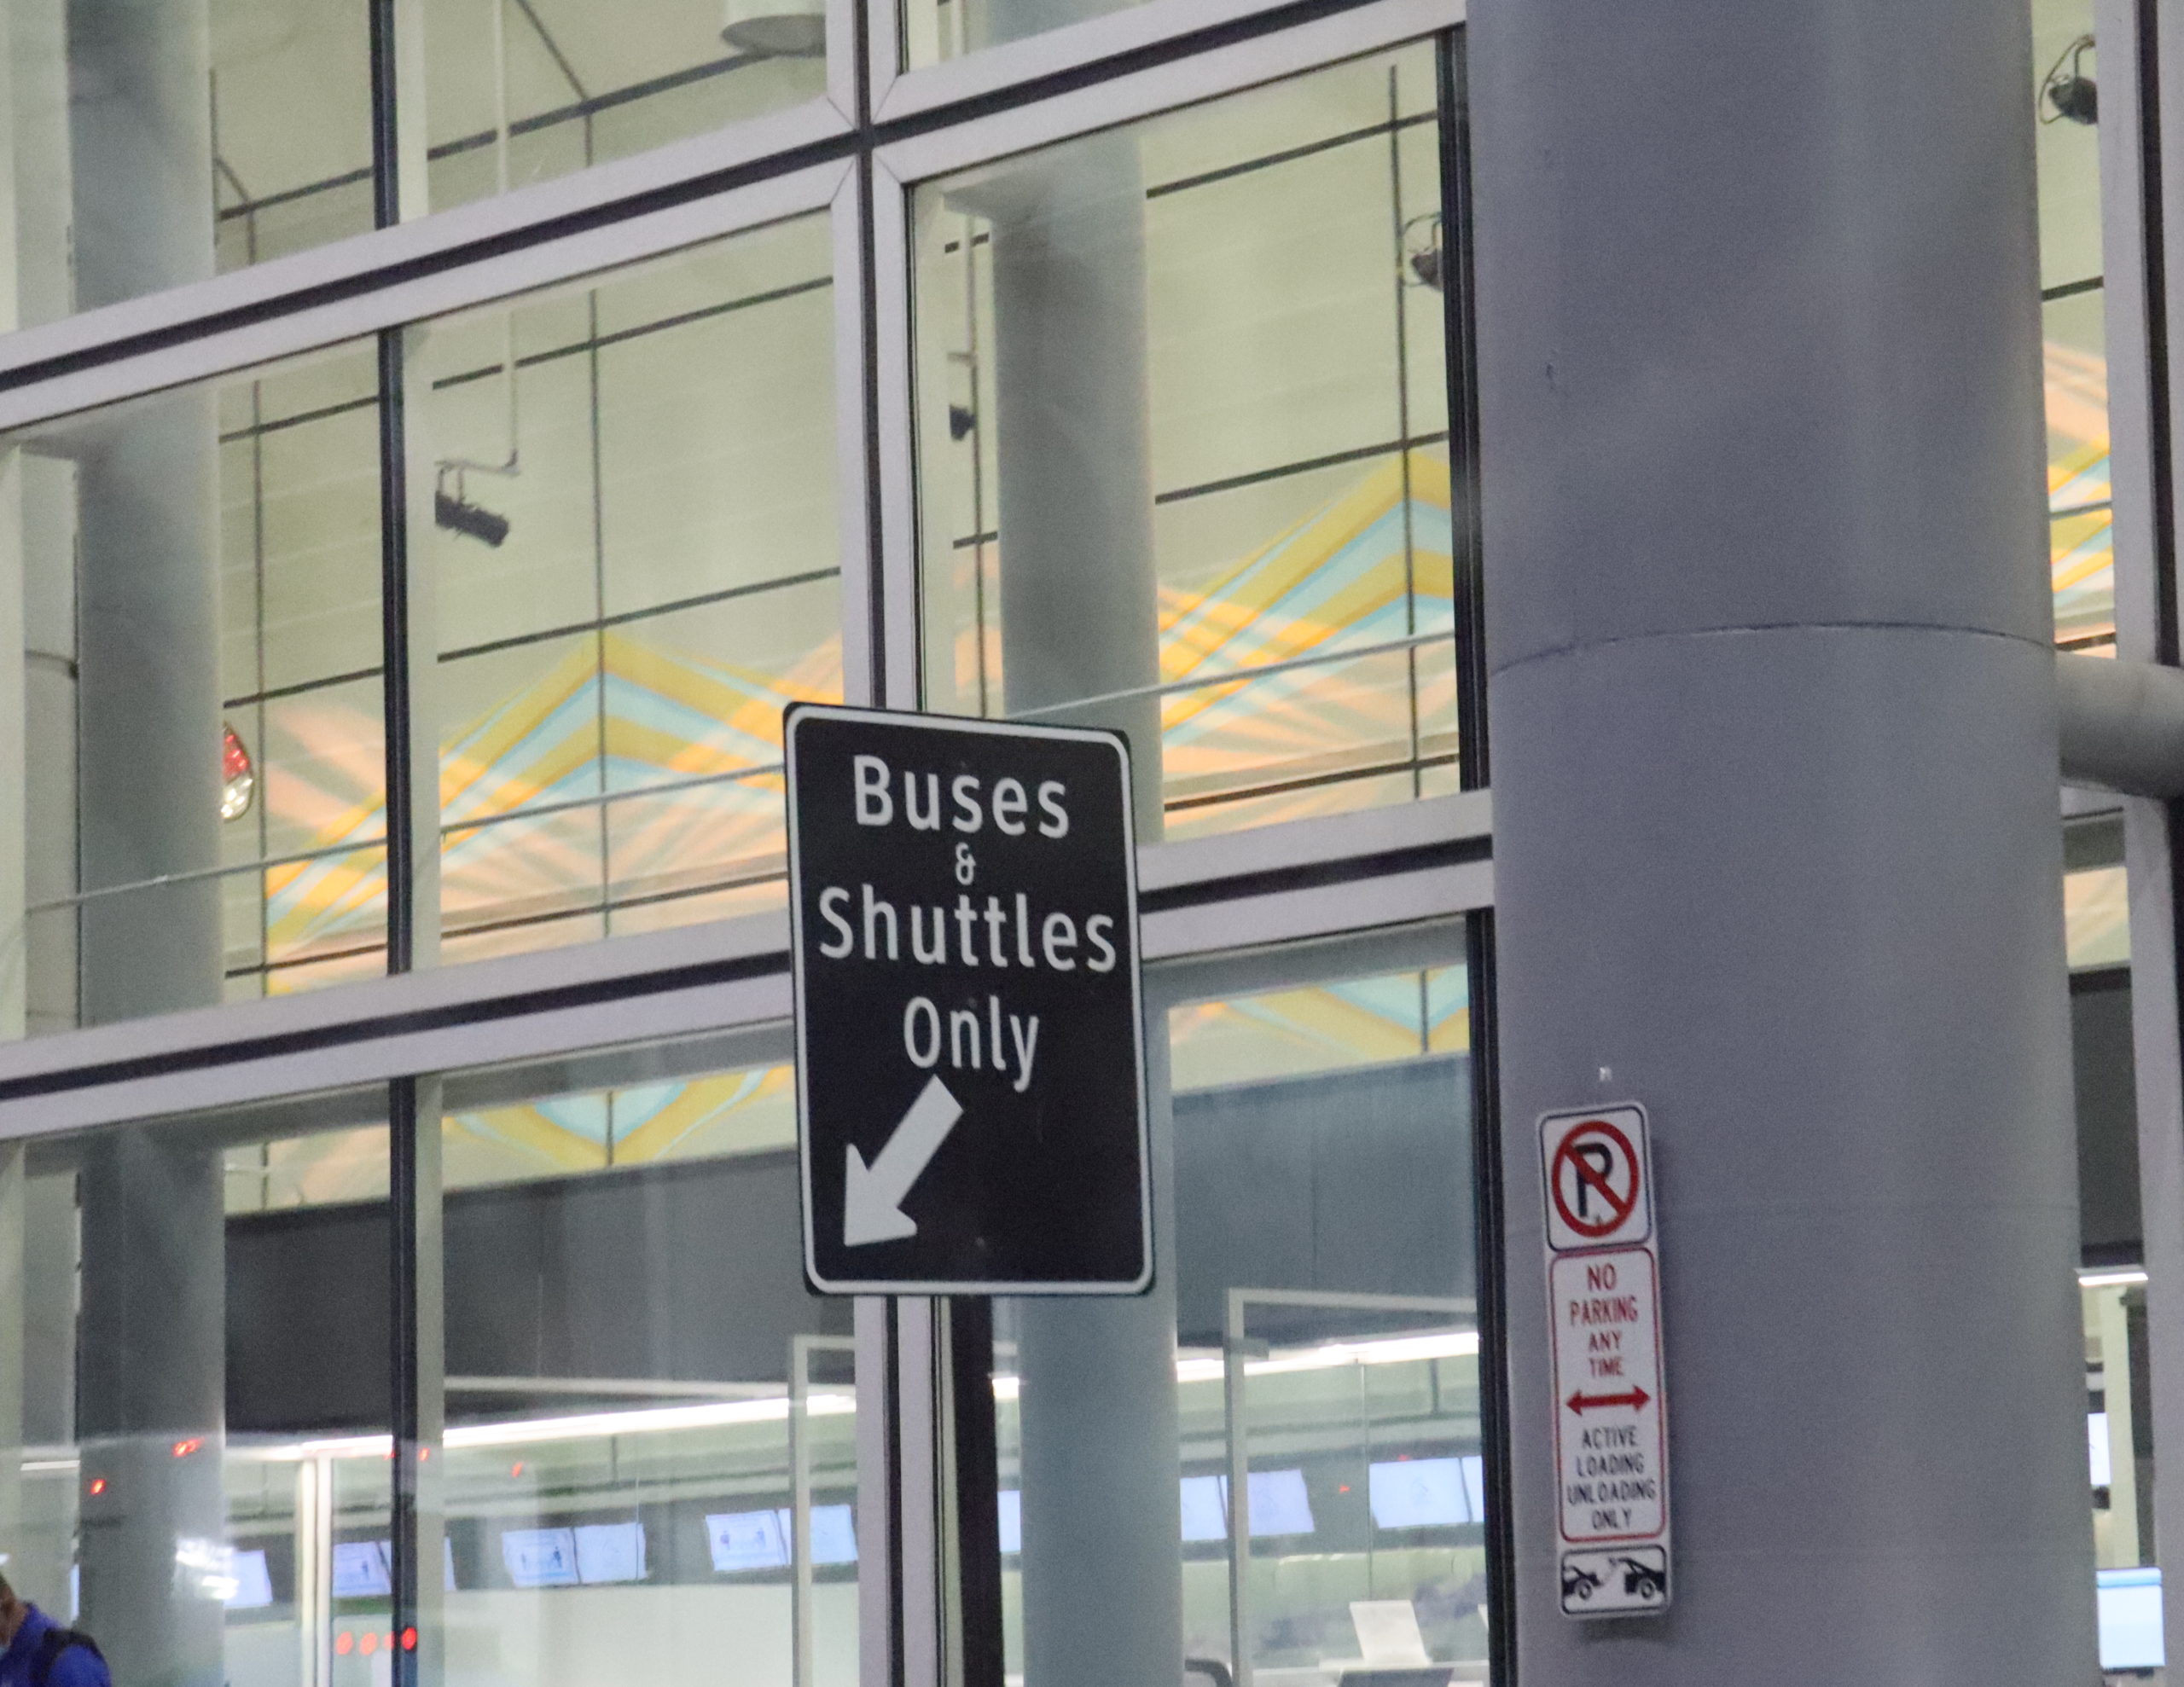 Buses
&
Shuttles
Only
P
NO
PARKING
ANY
TIME
ACTIVE
LOADING
UNLOADING
ONLY